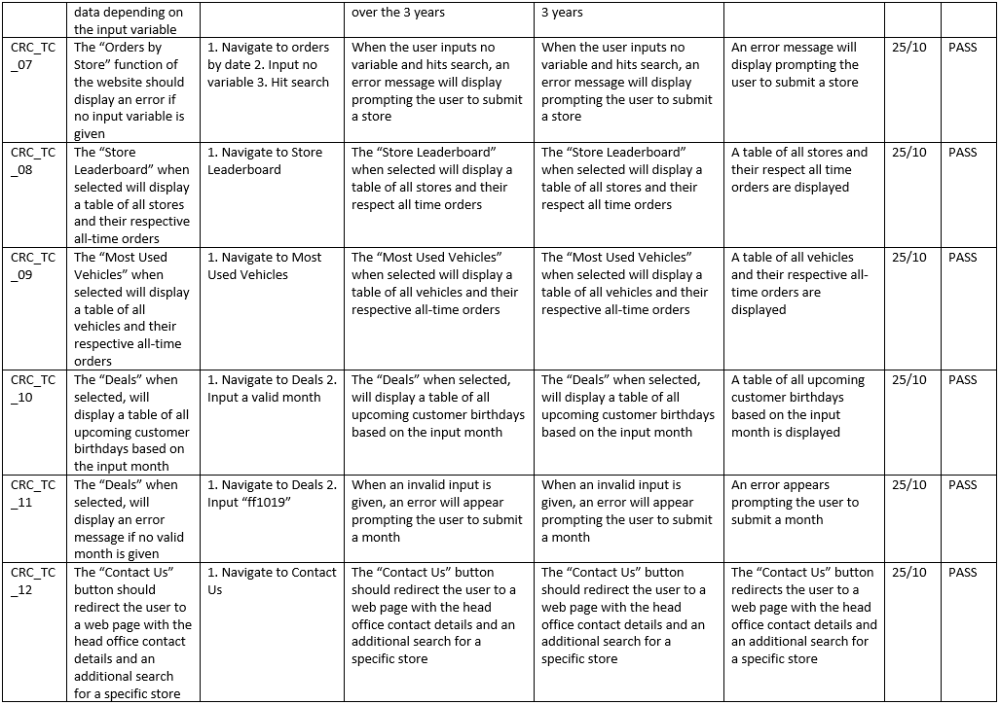 data depending on
the input variable
over the 3 years
3 years
CRC_TC
_07
The “Orders by
Store” function of
the website should
display an error if
no input variable is
given
1. Navigate to orders
by date 2. Input no
variable 3. Hit search
When the user inputs no
variable and hits search, an
error message will display
prompting the user to submit
a store
When the user inputs no
variable and hits search, an
error message will display
prompting the user to submit
a store
An error message will
display prompting the
user to submit a store
25/10
PASS
CRC_TC
_08
The “Store
Leaderboard” when
selected will display
a table of all stores
and their respective
all-time orders
1. Navigate to Store
Leaderboard
The “Store Leaderboard”
when selected will display a
table of all stores and their
respect all time orders
The “Store Leaderboard”
when selected will display a
table of all stores and their
respect all time orders
A table of all stores and
their respect all time
orders are displayed
25/10
PASS
CRC_TC
_09
The “Most Used
Vehicles” when
selected will display
a table of all
vehicles and their
respective all-time
orders
1. Navigate to Most
Used Vehicles
The “Most Used Vehicles”
when selected will display a
table of all vehicles and their
respective all-time orders
The “Most Used Vehicles”
when selected will display a
table of all vehicles and their
respective all-time orders
A table of all vehicles
and their respective all-
time orders are
displayed
25/10
PASS
CRC_TC
_10
The “Deals” when
selected, will
display a table of all
upcoming customer
birthdays based on
the input month
1. Navigate to Deals 2.
Input a valid month
The “Deals” when selected,
will display a table of all
upcoming customer birthdays
based on the input month
The “Deals” when selected,
will display a table of all
upcoming customer birthdays
based on the input month
A table of all upcoming
customer birthdays
based on the input
month is displayed
25/10
PASS
CRC_TC
_11
The “Deals” when
selected, will
display an error
message if no valid
month is given
1. Navigate to Deals 2.
Input “ff1019”
When an invalid input is
given, an error will appear
prompting the user to submit
a month
When an invalid input is
given, an error will appear
prompting the user to submit
a month
An error appears
prompting the user to
submit a month
25/10
PASS
CRC_TC
_12
The “Contact Us”
button should
redirect the user to
a web page with the
head office contact
details and an
additional search
for a specific store
1. Navigate to Contact
Us
The “Contact Us” button
should redirect the user to a
web page with the head
office contact details and an
additional search for a
specific store
The “Contact Us” button
should redirect the user to a
web page with the head
office contact details and an
additional search for a
specific store
The “Contact Us” button
redirects the user to a
web page with the head
office contact details and
an additional search for
a specific store
25/10
PASS